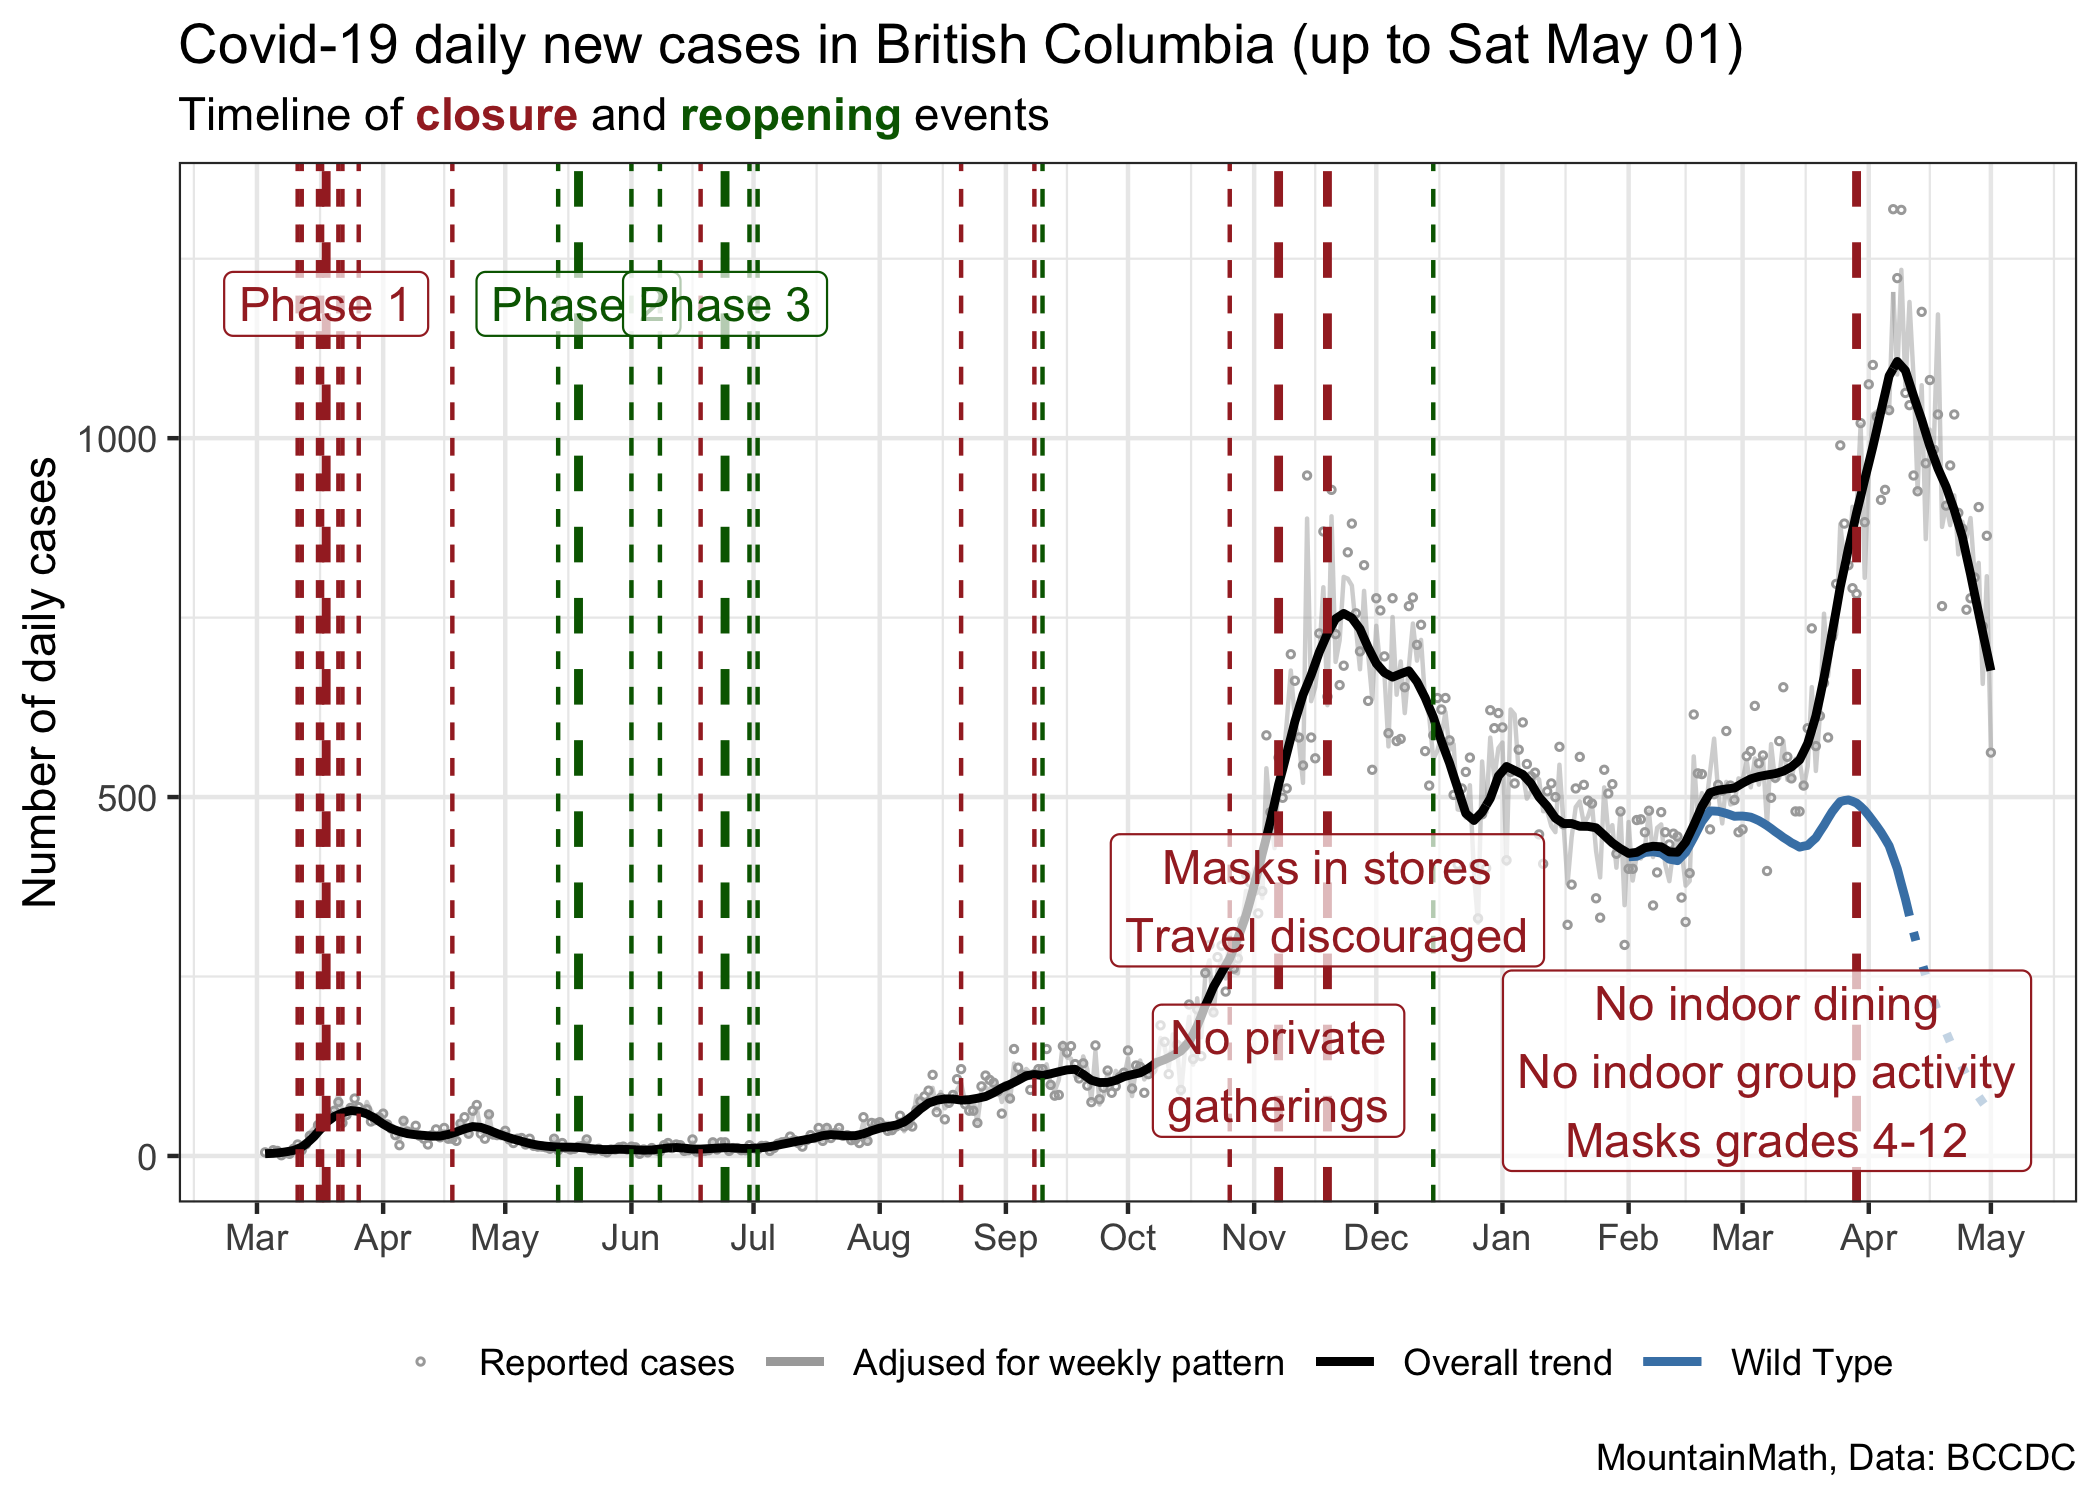 Covid-19 daily new cases in British Columbia (up to Sat May 01)
Timeline of closure and reopening events
Number of daily cases
1000
500
0
Phase 1
Phase 2
Phase 3
Masks in stores
Travel discouraged
No private
gatherings
No indoor dining
No indoor group activity
Masks grades 4-12
Mar Apr May Jun Jul Aug Sep Oct Nov Dec Jan Feb Mar Apr May
Reported cases Adjused for weekly pattern Overall trend Wild Type
MountainMath, Data: BCCDC